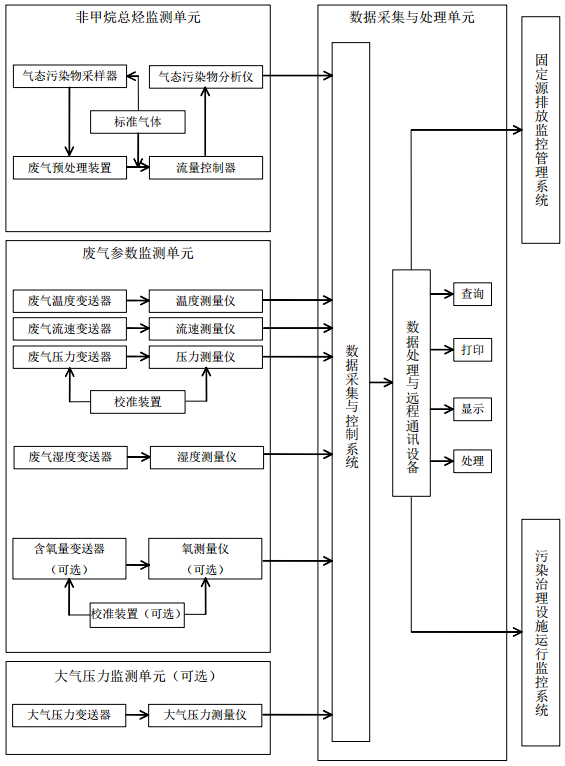 非甲烷总烃监测单元
气态污染物采样器
气态污染物分析仪
标准气体
废气预处理装置
流量控制器
废气参数监测单元
废气温度变送器
温度测量仪
废气流速变送器
流速测量仪
废气压力变送器
压力测量仪
校准装置
废气湿度变送器
湿度测量仪
含氧量变送器
（可选）
氧测量仪
（可选）
校准装置（可选）
大气压力监测单元（可选）
大气压力变送器
大气压力测量仪
数据采集与处理单元
数据采集与控制系统
数据处理与远程通讯设备
查询
打印
显示
处理
固定源排放监控管理系统
污染治理设施运行监控系统